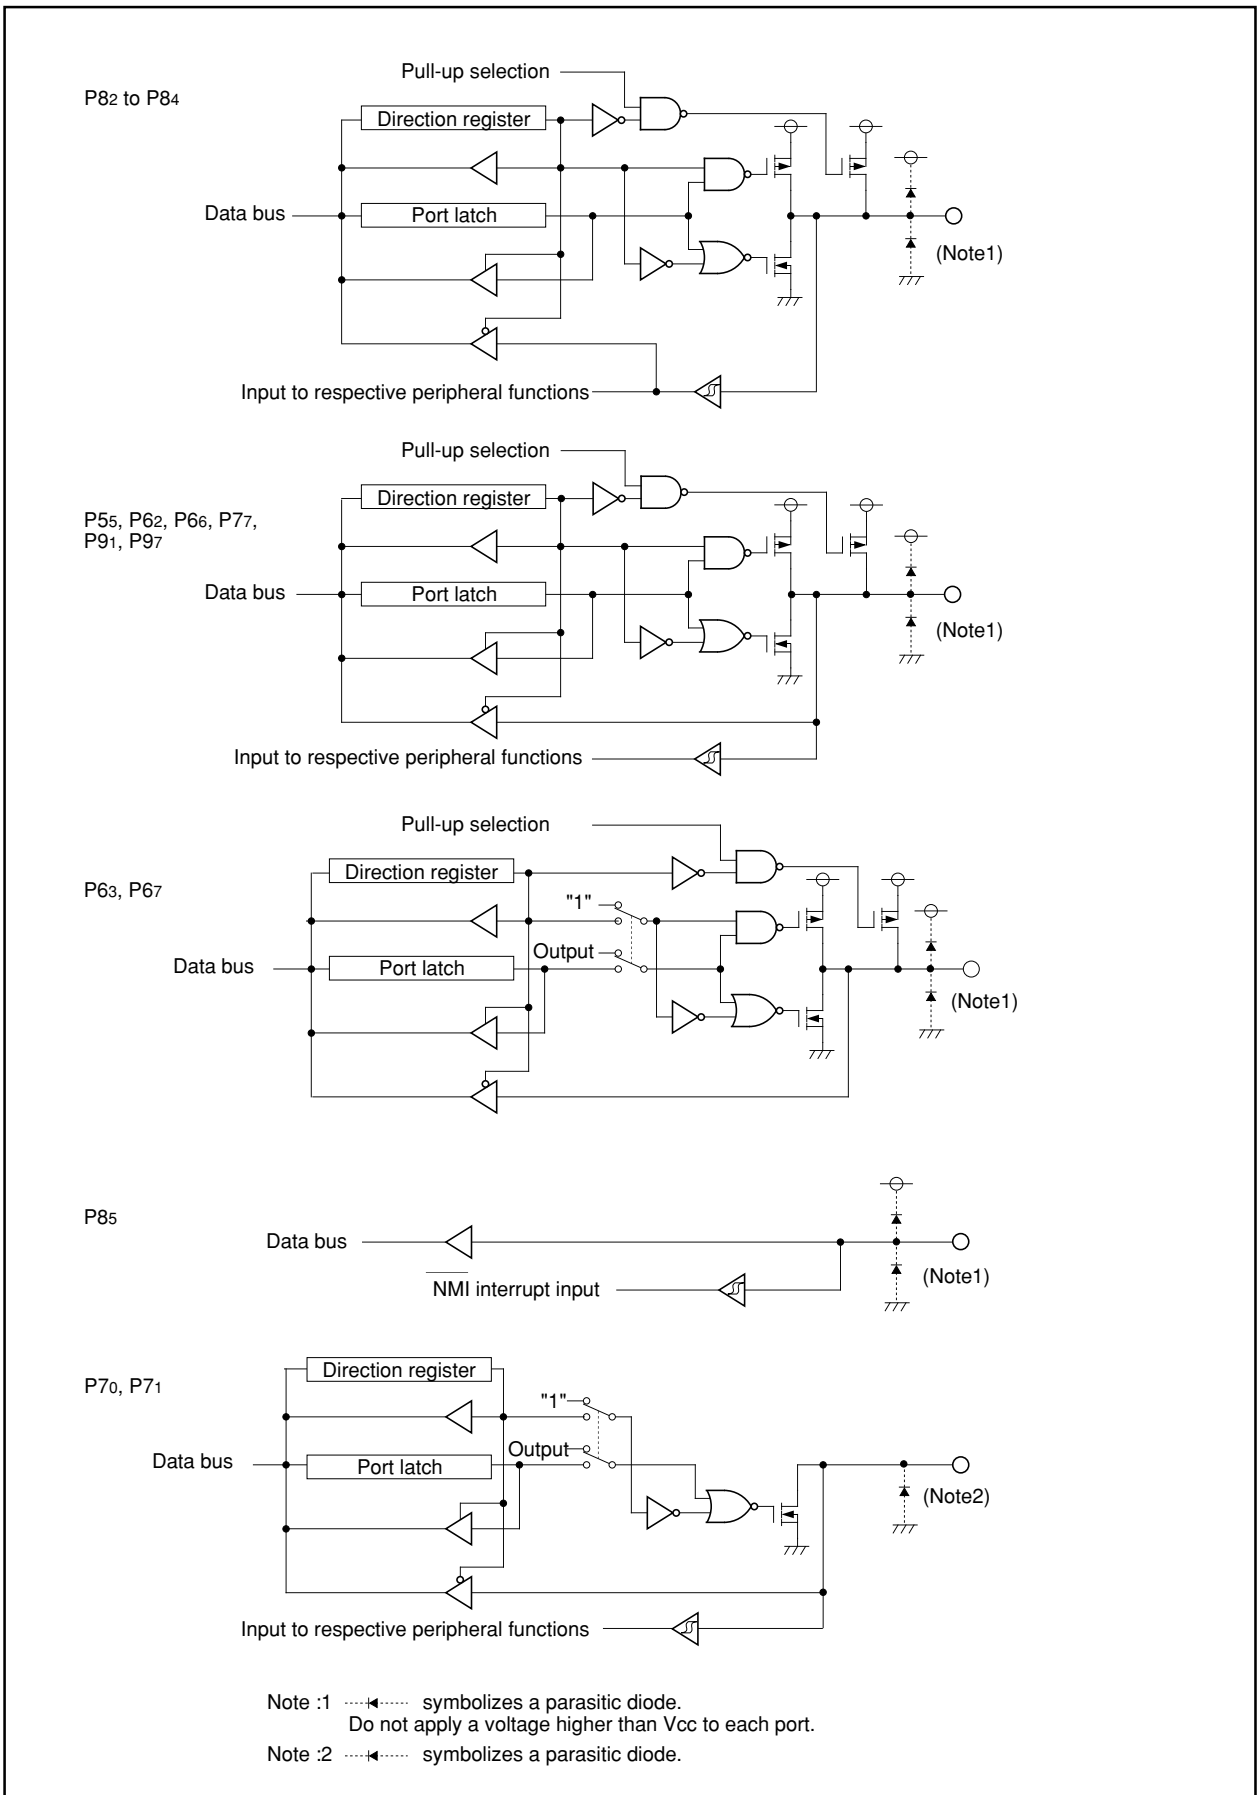 Pull-up selection
P82 to P84
Direction register
Data bus
Port latch
(Note1)
Input to respective peripheral functions
Pull-up selection
Direction register
P55, P62, P66, P77,
P91, P97
Data bus
Port latch
(Note1)
Input to respective peripheral functions
Pull-up selection
Direction register
P63, P67
"1"
Output
Data bus
Port latch
(Note1)
P85
Data bus
(Note1)
NMI interrupt input
Direction register
P70, P71
"1"
Output
Data bus
Port latch
(Note2)
Input to respective peripheral functions
Note :1 symbolizes a parasitic diode.
Do not apply a voltage higher than Vcc to each port.
Note :2 symbolizes a parasitic diode.